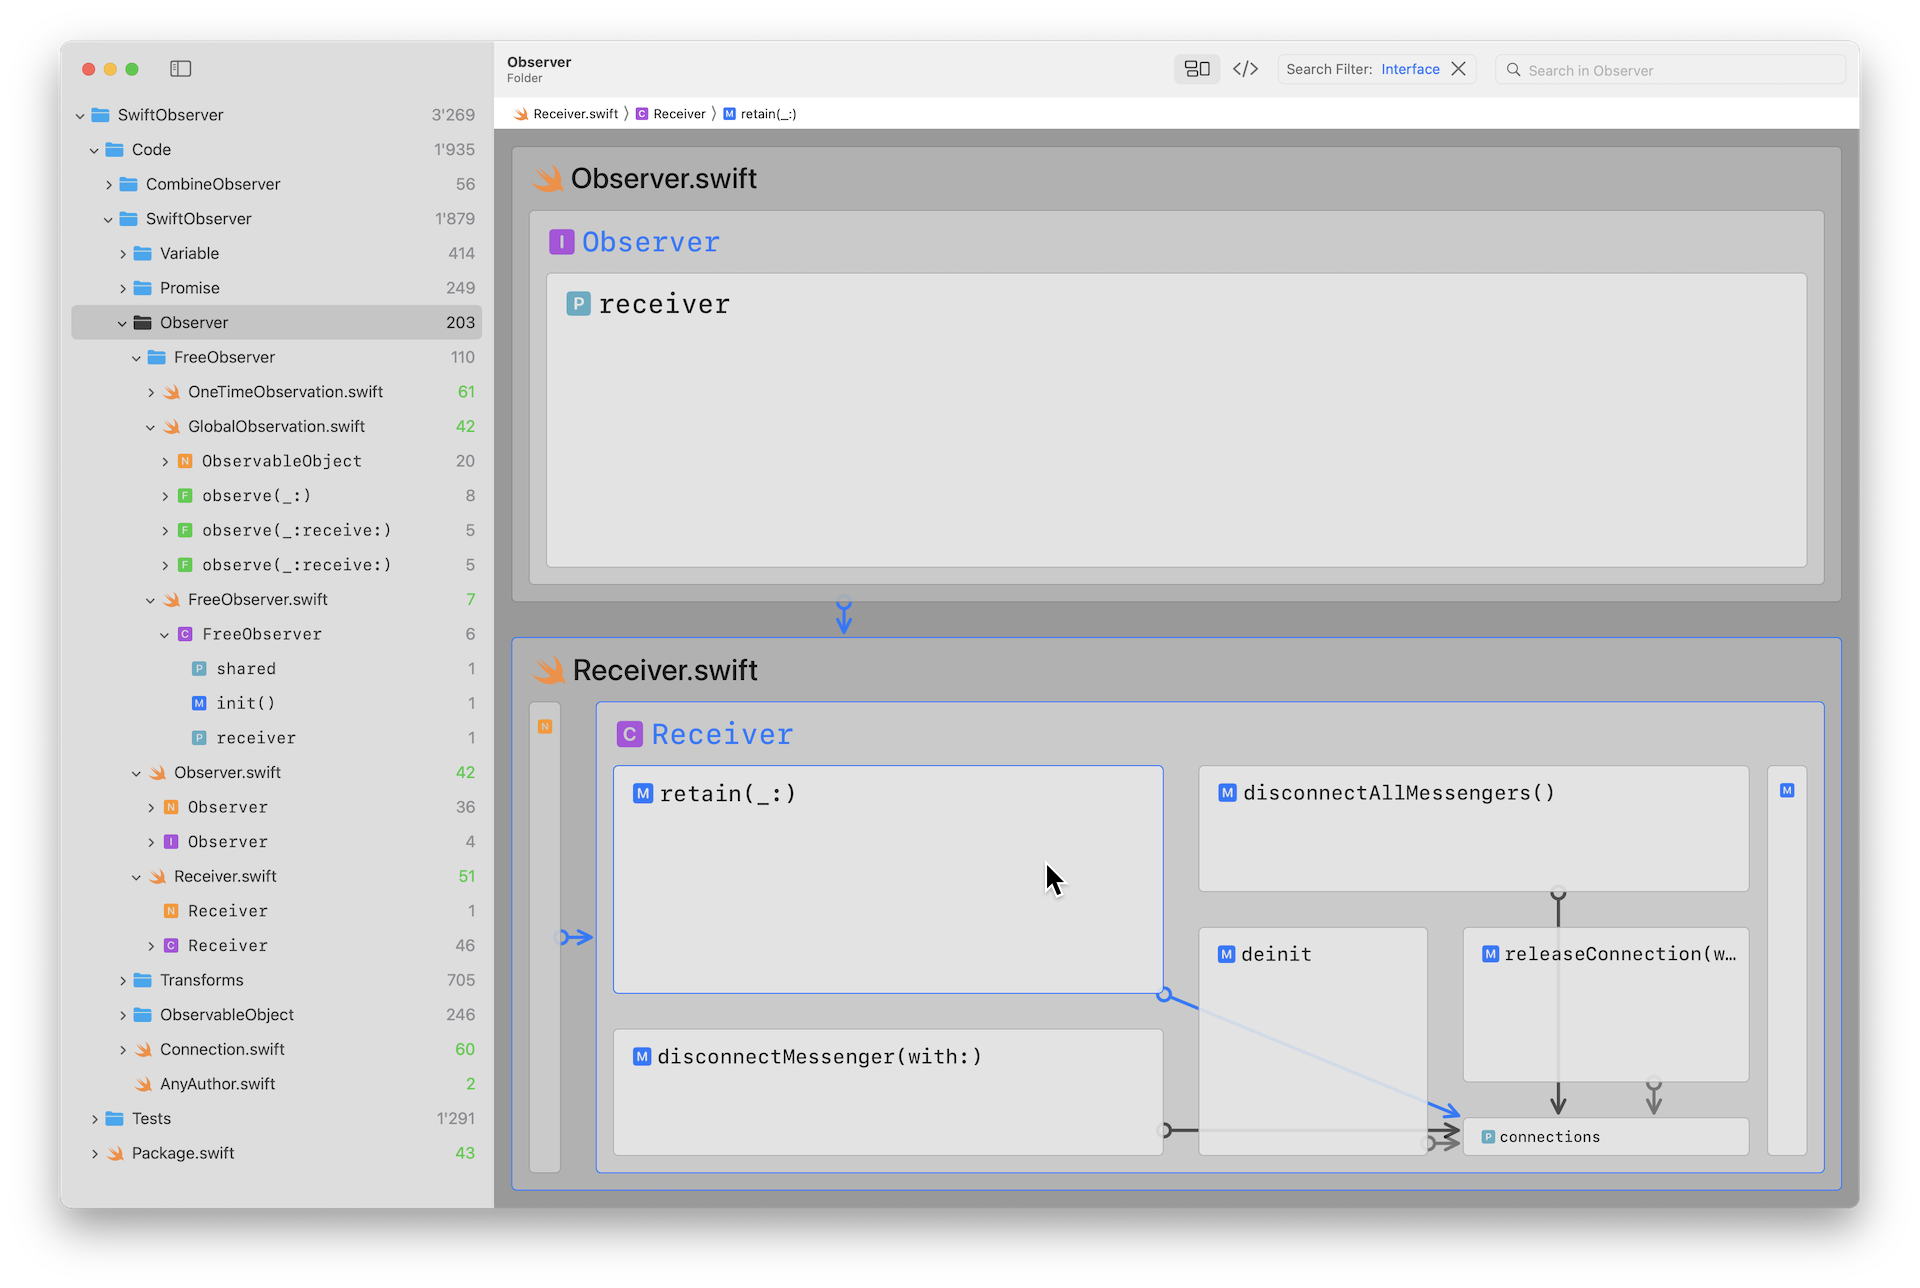 Observer
Folder
Search Filter: Interface
Search in Observer
Receiver.swift
C Receiver
M retain(_:)
SwiftObserver 3'269
Code 1'935
CombineObserver 56
SwiftObserver 1'879
Variable 414
Promise 249
Observer 203
FreeObserver 110
OneTimeObservation.swift 61
GlobalObservation.swift 42
N ObservableObject 20
F observe(_:) 8
F observe(_:receive:) 5
F observe(_:receive:) 5
FreeObserver.swift 7
C FreeObserver 6
P shared 1
M init() 1
P receiver 1
Observer.swift 42
N Observer 36
I Observer 4
Receiver.swift 51
N Receiver 1
C Receiver 46
Transforms 705
ObservableObject 246
Connection.swift 60
AnyAuthor.swift 2
Tests 1'291
Package.swift 43
Observer.swift
I Observer
P receiver
Receiver.swift
N
C Receiver
M retain(_:)
M disconnectAllMessengers()
M
M deinit
M releaseConnection(w…
M disconnectMessenger(with:)
P connections